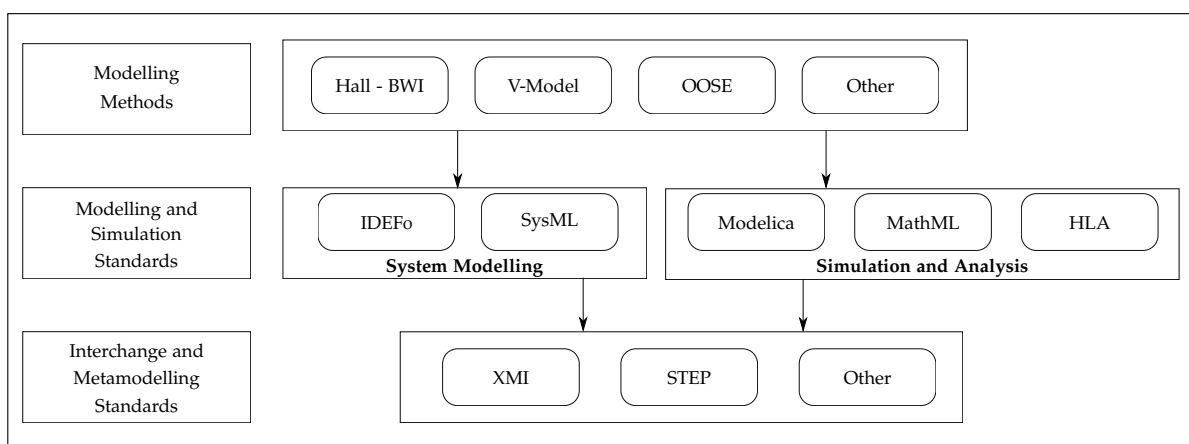 Modelling
Methods
Hall - BWI
V-Model
OOSE
Other
Modelling and
Simulation
Standards
IDEFo
SysML
System Modelling
Modelica
MathML
HLA
Simulation and Analysis
Interchange and
Metamodelling
Standards
XMI
STEP
Other